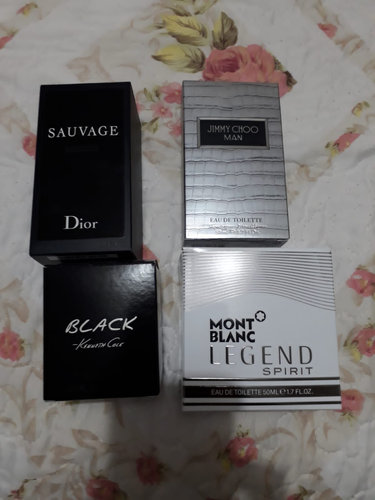 SAUVAGE
Dior
JIMMY CHOO
MAN
EAU DE TOILETTE
BLACK
-Kenneth Cole
MONT
BLANC
LEGEND
SPIRIT
EAU DE TOILETTE 50ML ℮ 1.7 FL.OZ.